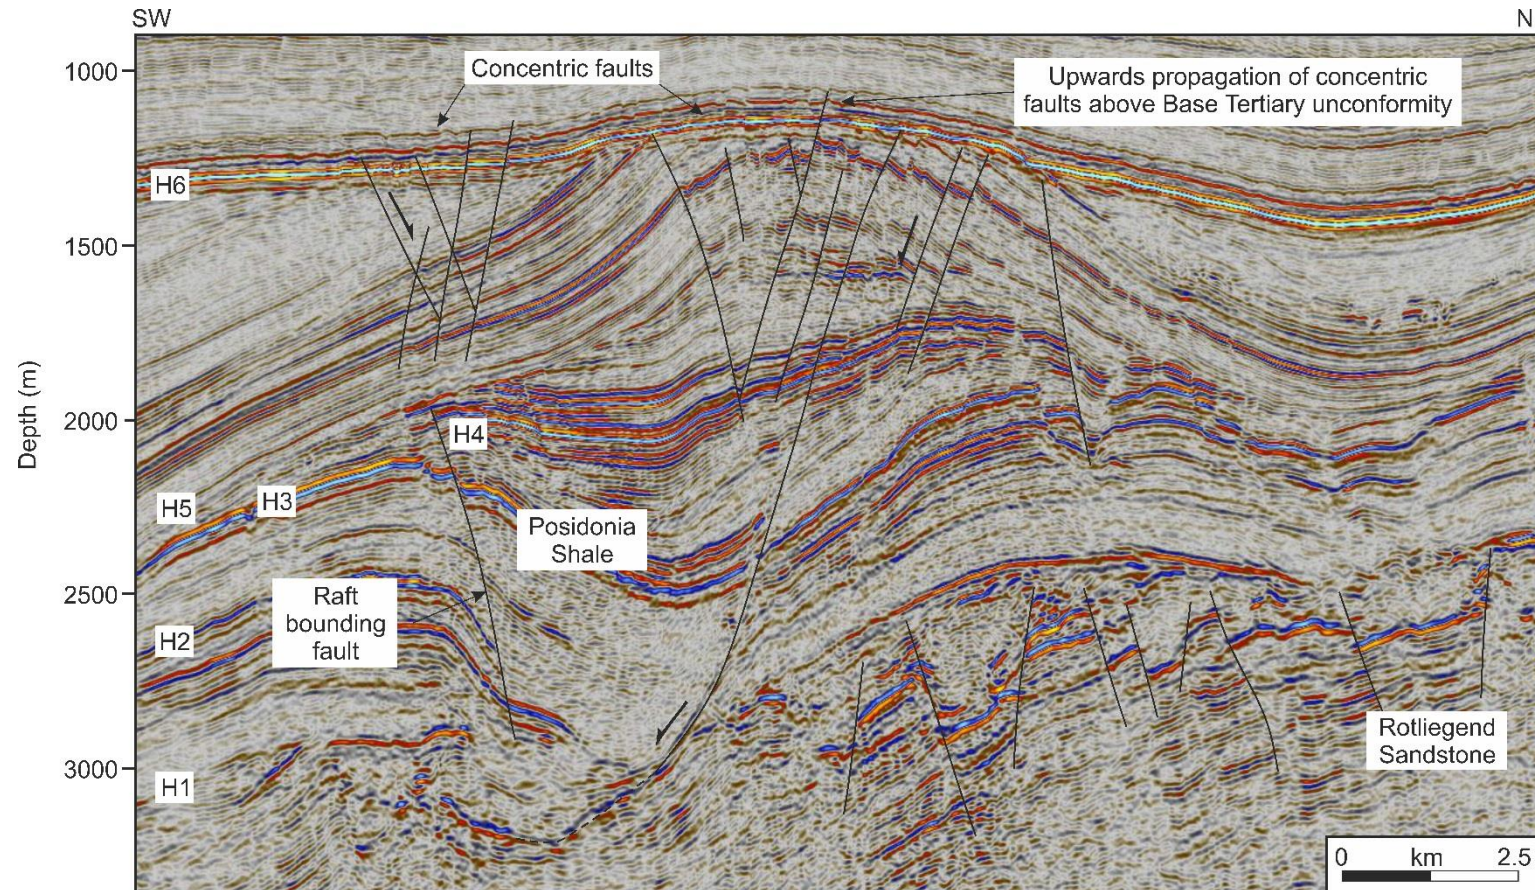 SW
N
1000
Concentric faults
Upwards propagation of concentric
faults above Base Tertiary unconformity
H6
1500
Depth (m)
2000
H4
H5
H3
Posidonia
Shale
2500
Raft
bounding
fault
H2
Rotliegend
Sandstone
3000
H1
0 km 2.5